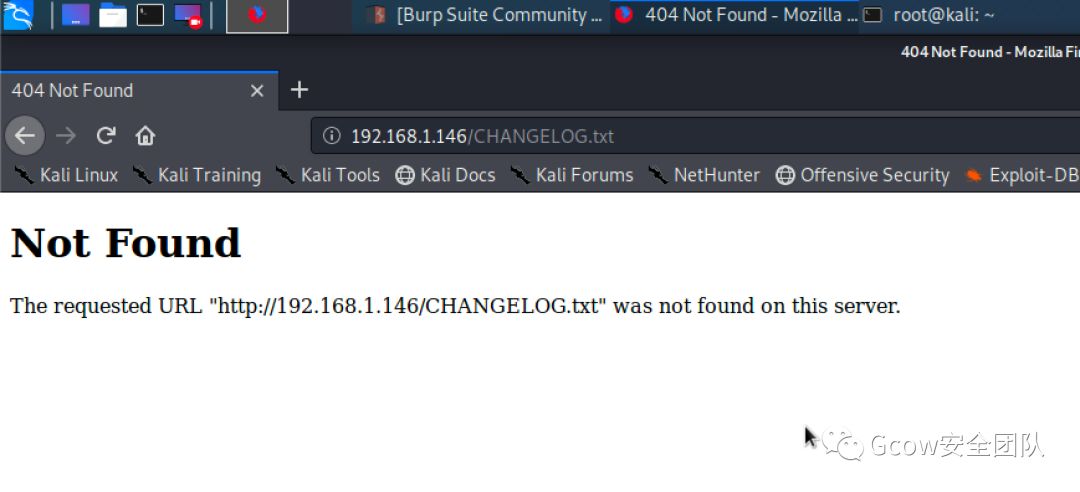 [Burp Suite Community ... 404 Not Found - Mozilla ... root@kali: ~
404 Not Found - Mozilla Fi
404 Not Found
192.168.1.146/CHANGELOG.txt
Kali Linux Kali Training Kali Tools Kali Docs Kali Forums NetHunter Offensive Security Exploit-DB
Not Found
The requested URL "http://192.168.1.146/CHANGELOG.txt" was not found on this server.
Gcow安全团队